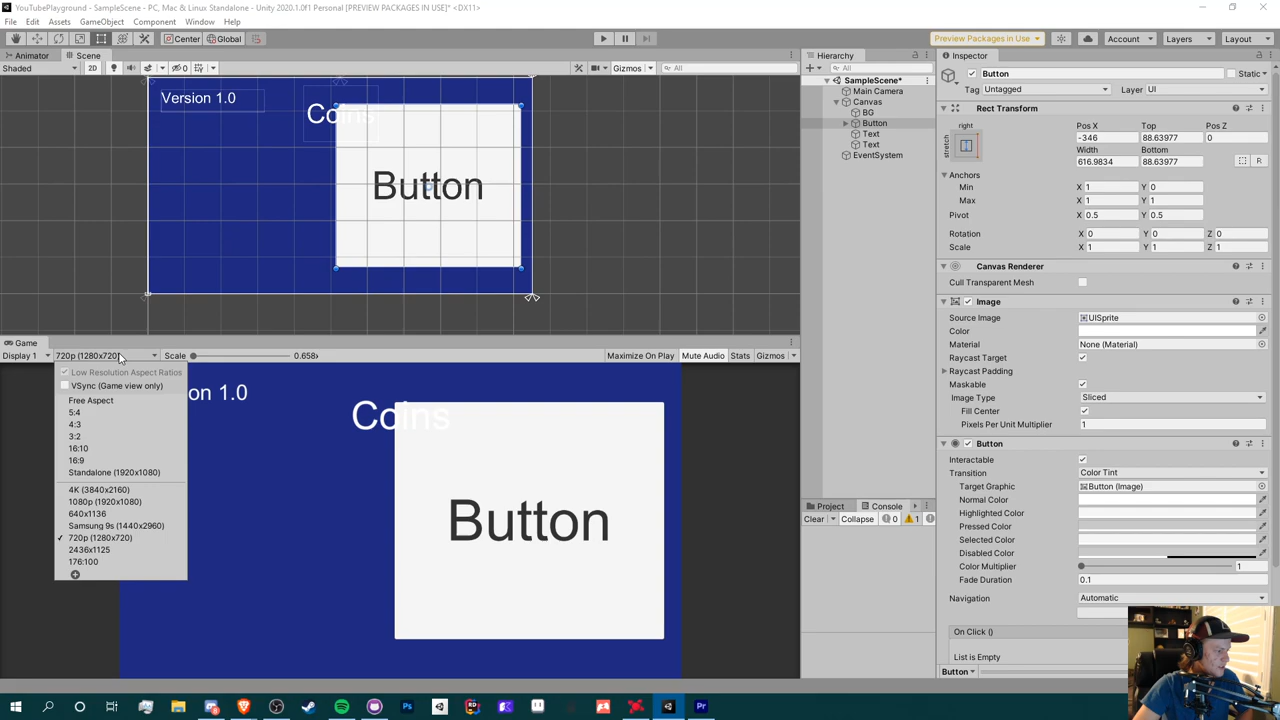 YouTubePlayground - SampleScene - PC, Mac & Linux Standalone - Unity 2020.1.0f1 Personal [PREVIEW PACKAGES IN USE]* <DX11>
File Edit Assets GameObject Component Window Help
Center Global Preview Packages in Use Account Layers Layout
Animator Scene
Shaded 2D 0 Gizmos All
Version 1.0
Coins
Button
Game
Display 1 720p (1280x720) Scale 0.658x Maximize On Play Mute Audio Stats Gizmos
Low Resolution Aspect Ratios
VSync (Game view only)
Free Aspect
5:4
4:3
3:2
16:10
16:9
Standalone (1920x1080)
4K (3840x2160)
1080p (1920x1080)
640x1136
Samsung 9s (1440x2960)
720p (1280x720)
2436x1125
176:100
on 1.0
Coins
Button
Hierarchy
All
SampleScene*
Main Camera
Canvas
BG
Button
Text
Text
EventSystem
Project Console
Clear Collapse 0 1
Inspector
Button Static
Tag Untagged Layer UI
Rect Transform
right
stretch
Pos X Top Pos Z
-346 88.63977 0
Width Bottom
616.9834 88.63977 R
Anchors
Min X 1 Y 0
Max X 1 Y 1
Pivot X 0.5 Y 0.5
Rotation X 0 Y 0 Z 0
Scale X 1 Y 1 Z 1
Canvas Renderer
Cull Transparent Mesh
Image
Source Image UISprite
Color
Material None (Material)
Raycast Target
Raycast Padding
Maskable
Image Type Sliced
Fill Center
Pixels Per Unit Multiplier 1
Button
Interactable
Transition Color Tint
Target Graphic Button (Image)
Normal Color
Highlighted Color
Pressed Color
Selected Color
Disabled Color
Color Multiplier 1
Fade Duration 0.1
Navigation Automatic
On Click ()
List is Empty
Button